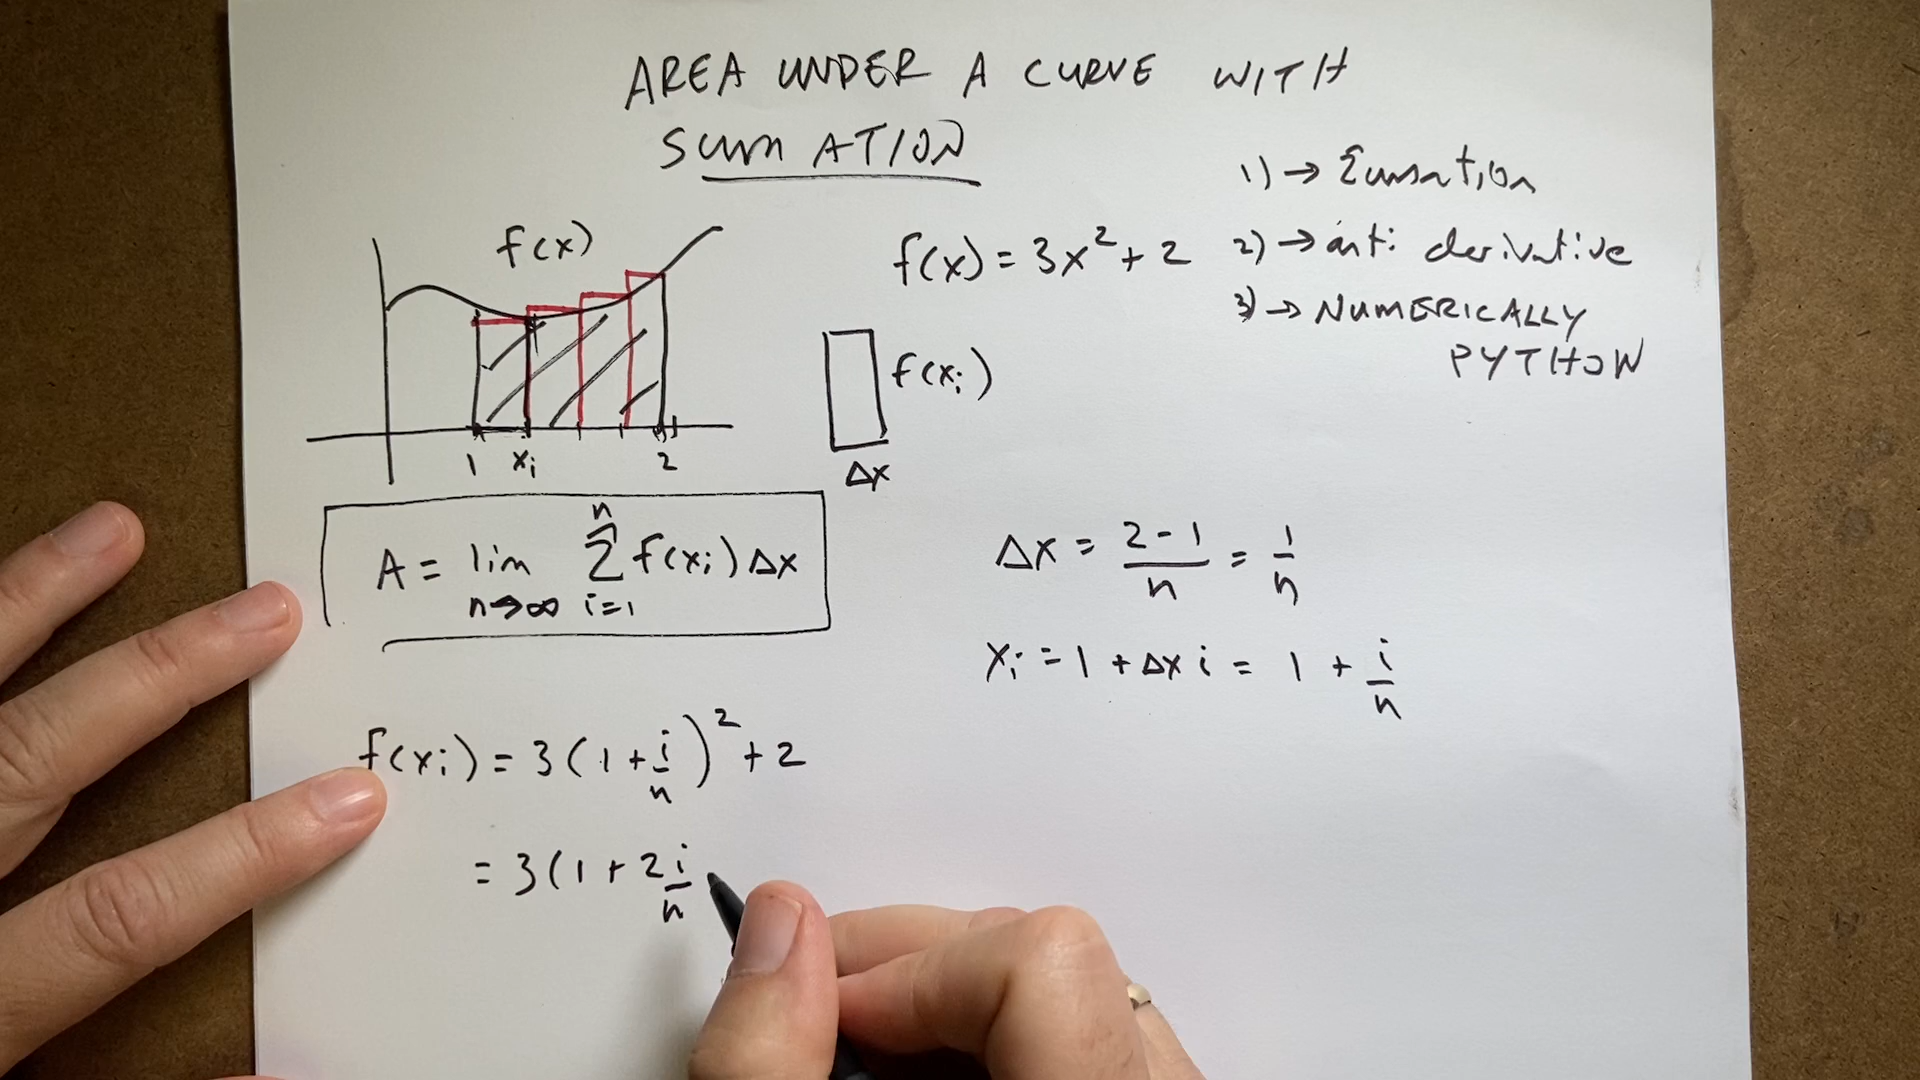 AREA UNDER A CURVE WITH
SUMATION
1) → Σumation
f(x)
f(x) = 3x² + 2
2) → anti derivative
3) → NUMERICALLY
PYTHON
f(xᵢ)
1 xᵢ 2
Δx
A = lim n→∞ Σ i=1 n f(xᵢ) Δx
Δx = (2 - 1)/n = 1/n
xᵢ = 1 + Δx i = 1 + i/n
f(xᵢ) = 3(1 + i/n)² + 2
= 3(1 + 2i/n